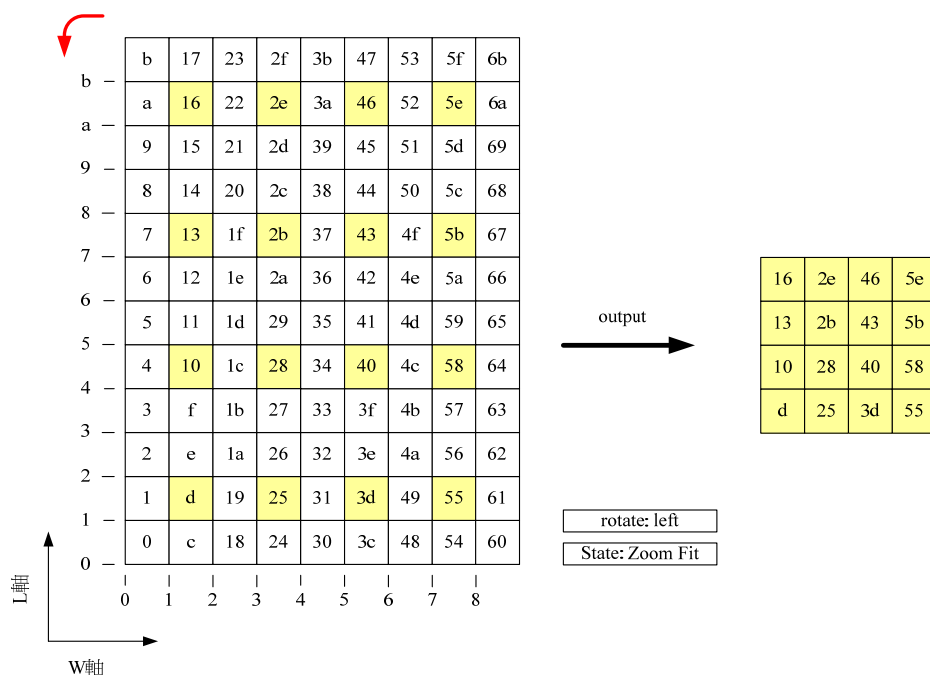 b 17 23 2f 3b 47 53 5f 6b
b
a 16 22 2e 3a 46 52 5e 6a
a
9 15 21 2d 39 45 51 5d 69
9
8 14 20 2c 38 44 50 5c 68
8
7 13 1f 2b 37 43 4f 5b 67
7
6 12 1e 2a 36 42 4e 5a 66
6
5 11 1d 29 35 41 4d 59 65
5
4 10 1c 28 34 40 4c 58 64
4
3 f 1b 27 33 3f 4b 57 63
3
2 e 1a 26 32 3e 4a 56 62
2
1 d 19 25 31 3d 49 55 61
1
0 c 18 24 30 3c 48 54 60
0
0 1 2 3 4 5 6 7 8
L軸
W軸
output
16 2e 46 5e
13 2b 43 5b
10 28 40 58
d 25 3d 55
rotate: left
State: Zoom Fit